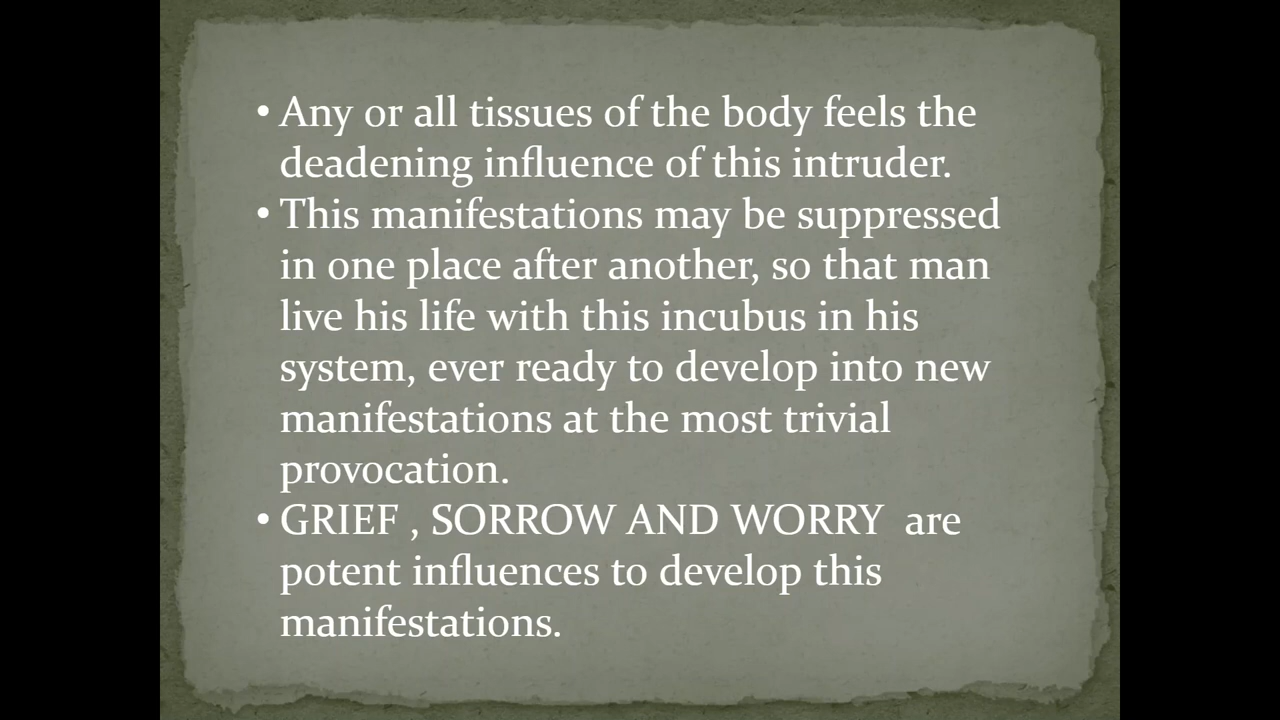 • Any or all tissues of the body feels the
deadening influence of this intruder.
• This manifestations may be suppressed
in one place after another, so that man
live his life with this incubus in his
system, ever ready to develop into new
manifestations at the most trivial
provocation.
• GRIEF , SORROW AND WORRY  are
potent influences to develop this
manifestations.